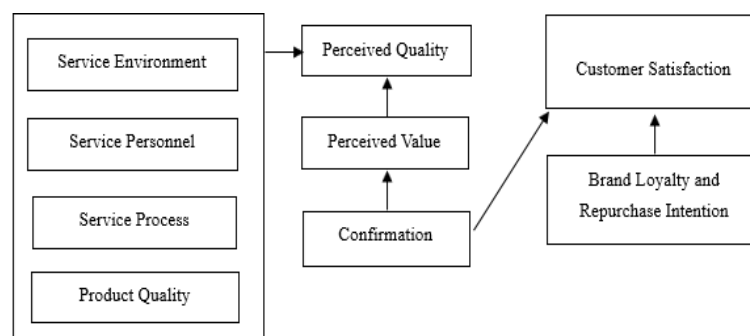 Service Environment
Service Personnel
Service Process
Product Quality
Perceived Quality
Perceived Value
Confirmation
Customer Satisfaction
Brand Loyalty and
Repurchase Intention